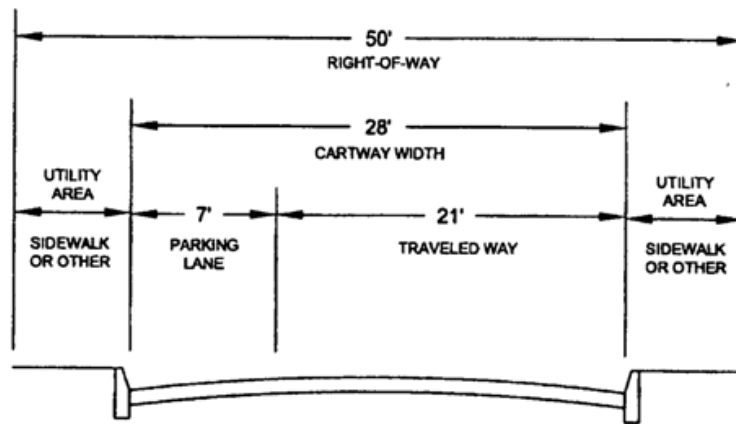 50'
RIGHT-OF-WAY
28'
CARTWAY WIDTH
UTILITY
AREA
SIDEWALK
OR OTHER
7'
PARKING
LANE
21'
TRAVELED WAY
UTILITY
AREA
SIDEWALK
OR OTHER